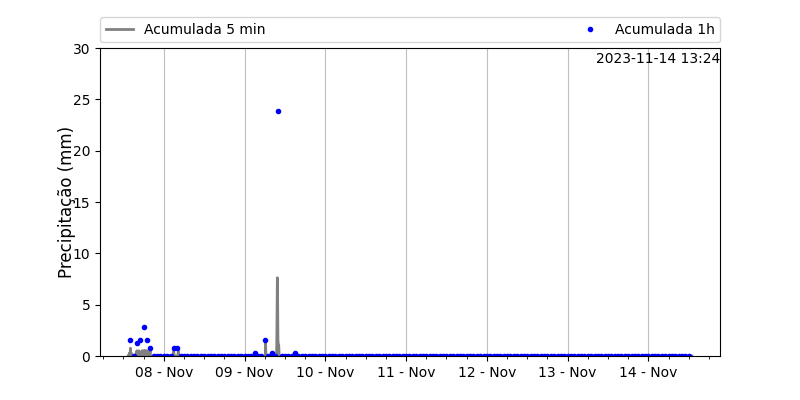 Acumulada 5 min
Acumulada 1h
2023-11-14 13:24
Precipitação (mm)
30
25
20
15
10
5
0
08 - Nov
09 - Nov
10 - Nov
11 - Nov
12 - Nov
13 - Nov
14 - Nov